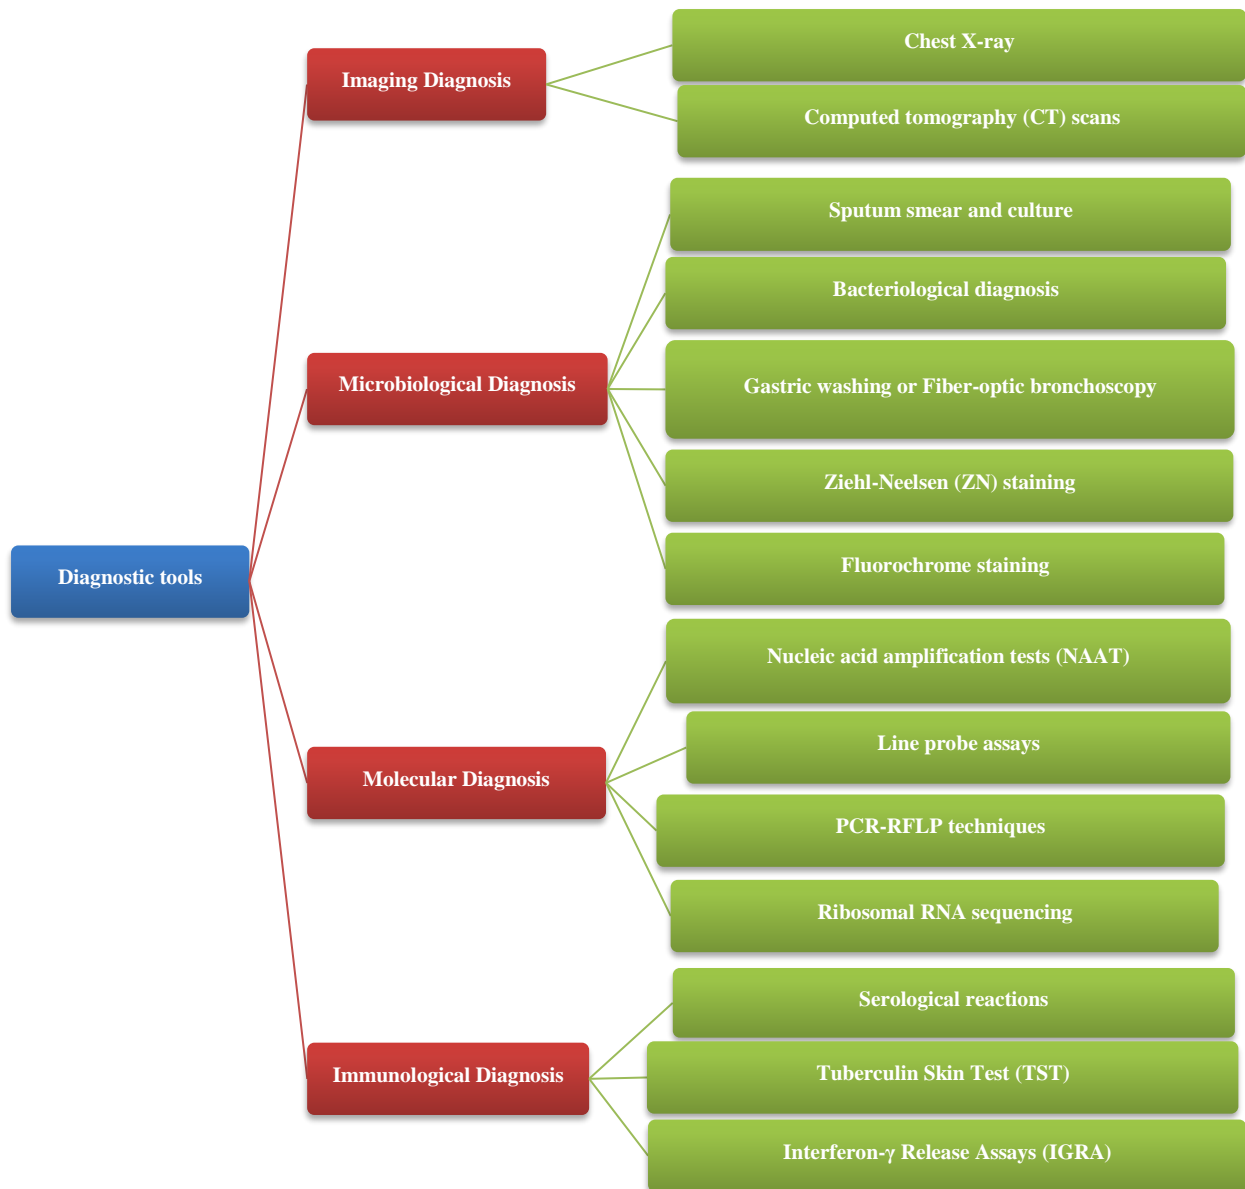 Diagnostic tools
Imaging Diagnosis
Chest X-ray
Computed tomography (CT) scans
Microbiological Diagnosis
Sputum smear and culture
Bacteriological diagnosis
Gastric washing or Fiber-optic bronchoscopy
Ziehl-Neelsen (ZN) staining
Fluorochrome staining
Molecular Diagnosis
Nucleic acid amplification tests (NAAT)
Line probe assays
PCR-RFLP techniques
Ribosomal RNA sequencing
Immunological Diagnosis
Serological reactions
Tuberculin Skin Test (TST)
Interferon-γ Release Assays (IGRA)